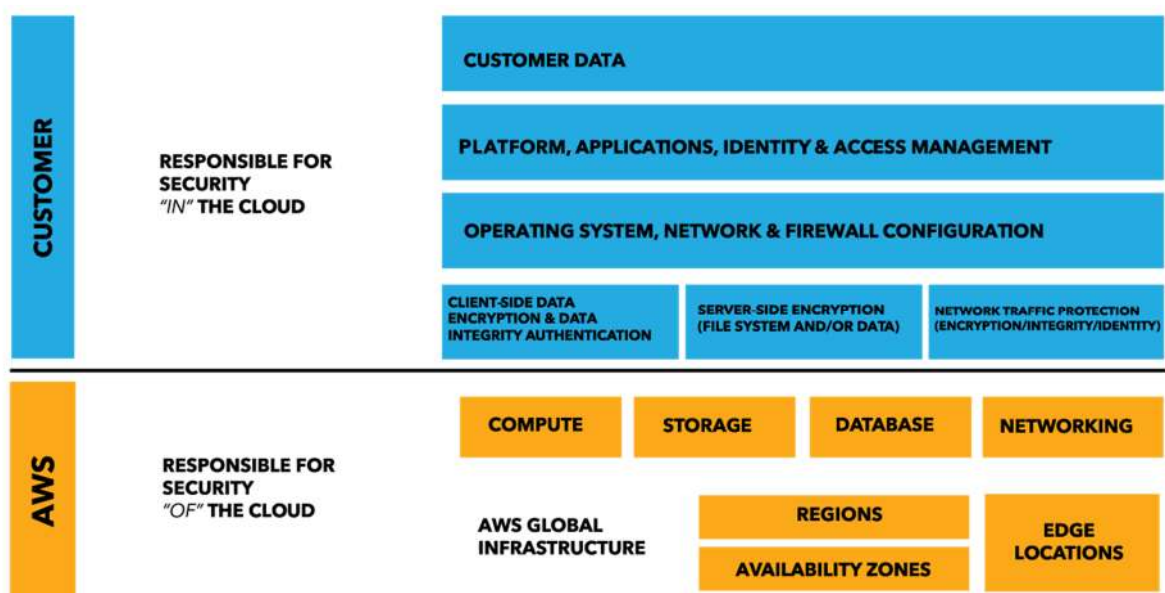 CUSTOMER
RESPONSIBLE FOR
SECURITY
"IN" THE CLOUD
CUSTOMER DATA
PLATFORM, APPLICATIONS, IDENTITY & ACCESS MANAGEMENT
OPERATING SYSTEM, NETWORK & FIREWALL CONFIGURATION
CLIENT-SIDE DATA
ENCRYPTION & DATA
INTEGRITY AUTHENTICATION
SERVER-SIDE ENCRYPTION
(FILE SYSTEM AND/OR DATA)
NETWORK TRAFFIC PROTECTION
(ENCRYPTION/INTEGRITY/IDENTITY)
AWS
RESPONSIBLE FOR
SECURITY
"OF" THE CLOUD
COMPUTE
STORAGE
DATABASE
NETWORKING
AWS GLOBAL
INFRASTRUCTURE
REGIONS
AVAILABILITY ZONES
EDGE
LOCATIONS